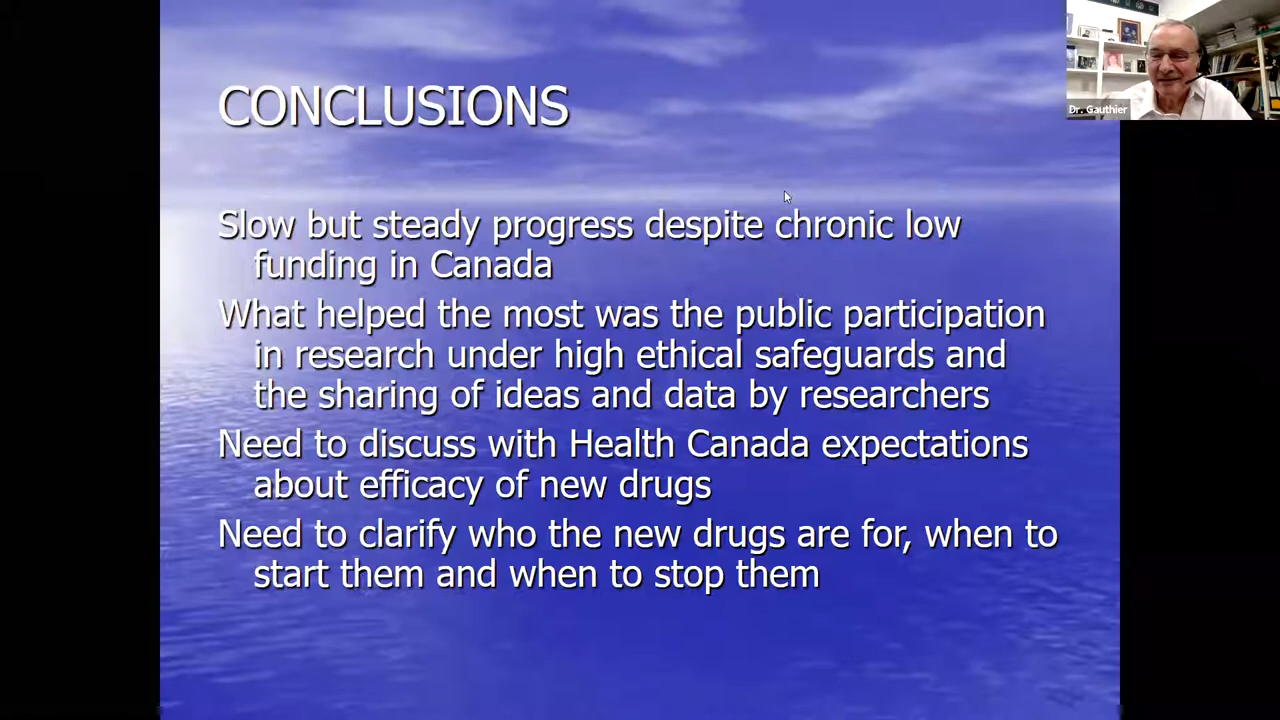 CONCLUSIONS
Dr. Gauthier
Slow but steady progress despite chronic low
funding in Canada
What helped the most was the public participation
in research under high ethical safeguards and
the sharing of ideas and data by researchers
Need to discuss with Health Canada expectations
about efficacy of new drugs
Need to clarify who the new drugs are for, when to
start them and when to stop them